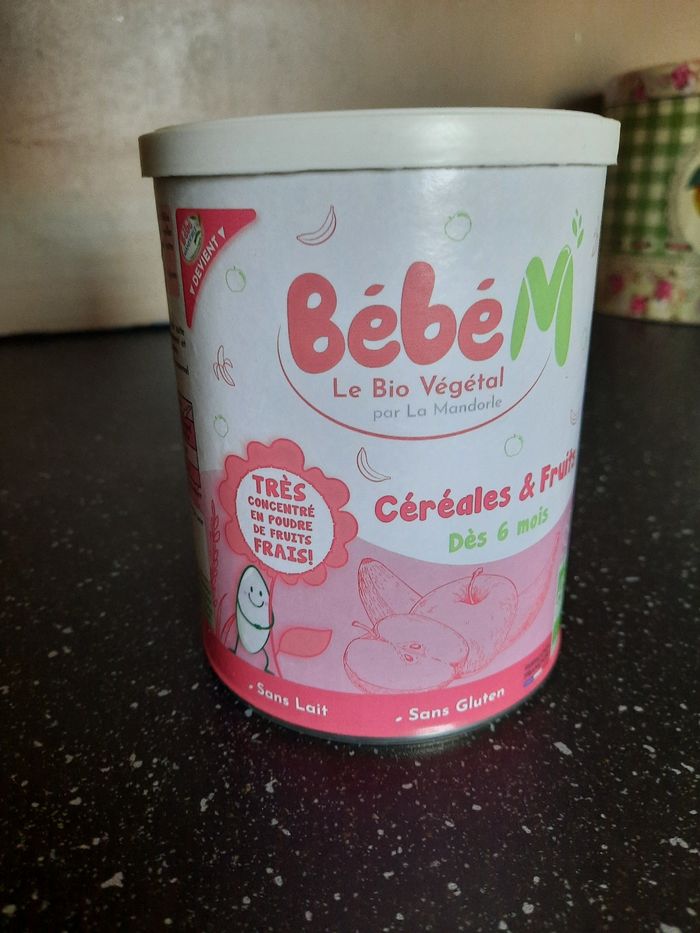 DEVIENT
BébéM
Le Bio Végétal
par La Mandorle
Céréales & Fruits
Dès 6 mois
TRÈS
CONCENTRÉ
EN POUDRE
DE FRUITS
FRAIS!
- Sans Lait
- Sans Gluten